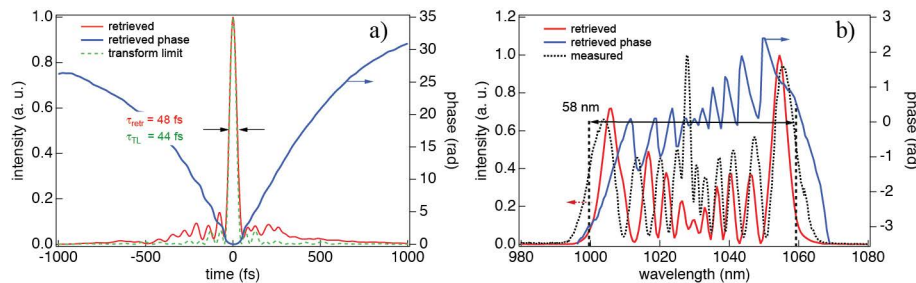 retrieved
retrieved phase
transform limit
a)
τretr = 48 fs
τTL = 44 fs
intensity (a. u.)
1.0
0.8
0.6
0.4
0.2
0.0
phase (rad)
35
30
25
20
15
10
5
0
-1000
-500
0
500
1000
time (fs)
retrieved
retrieved phase
measured
b)
58 nm
intensity (a. u.)
1.2
1.0
0.8
0.6
0.4
0.2
0.0
phase (rad)
3
2
1
0
-1
-2
-3
980
1000
1020
1040
1060
1080
wavelength (nm)